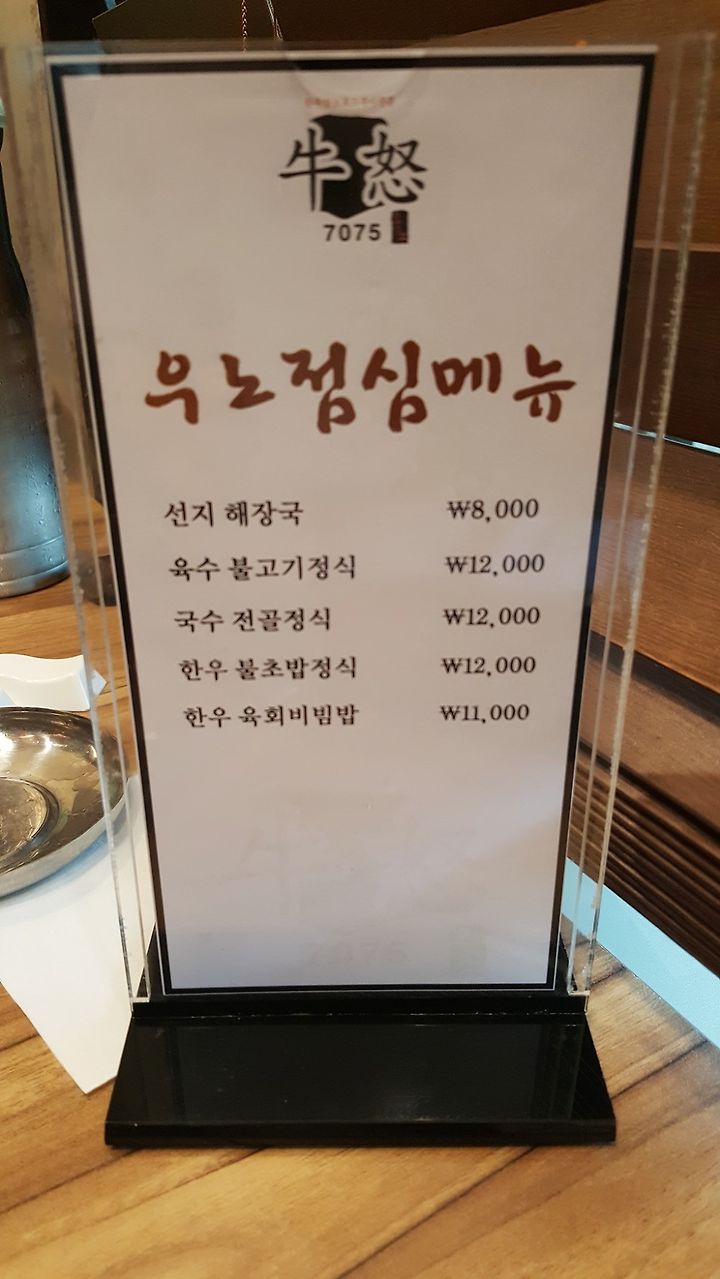 牛怒
7075
우노점심메뉴
선지 해장국 ₩8,000
육수 불고기정식 ₩12,000
국수 전골정식 ₩12,000
한우 불초밥정식 ₩12,000
한우 육회비빔밥 ₩11,000